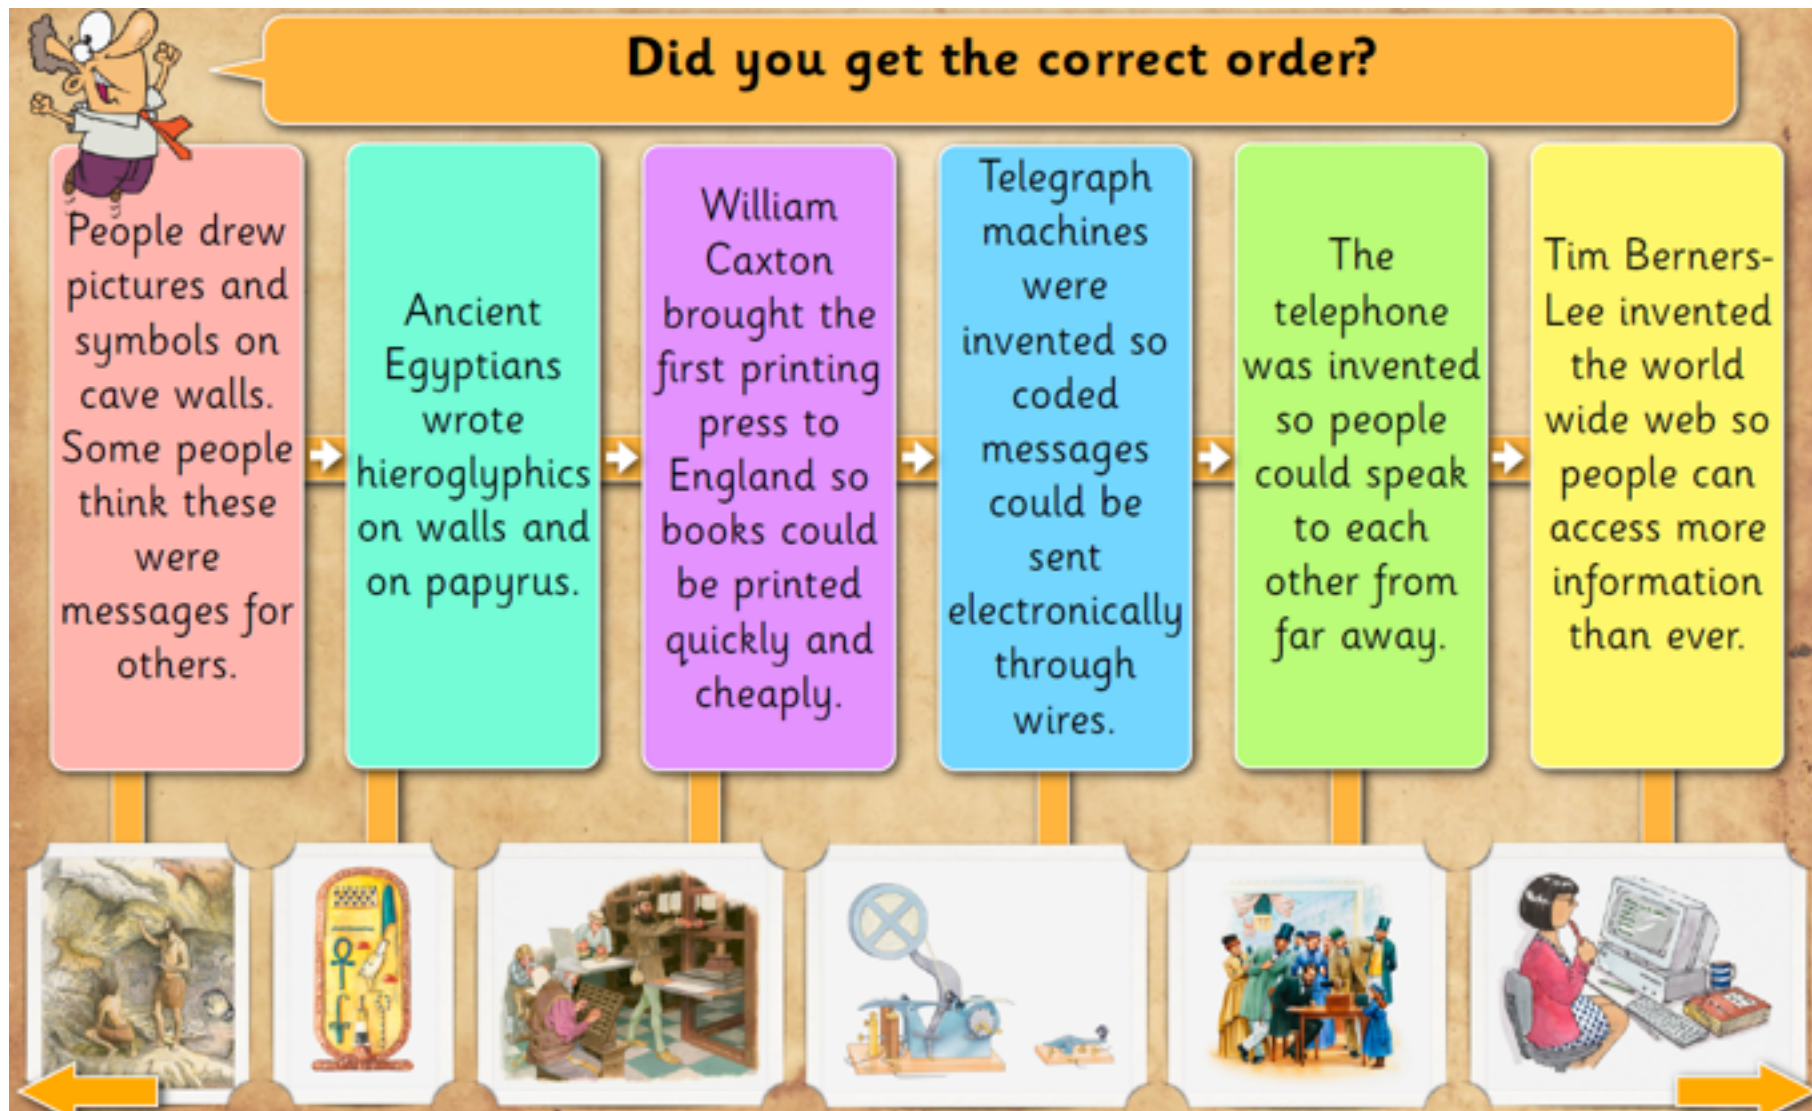 Did you get the correct order?
People drew
pictures and
symbols on
cave walls.
Some people
think these
were
messages for
others.
Ancient
Egyptians
wrote
hieroglyphics
on walls and
on papyrus.
William
Caxton
brought the
first printing
press to
England so
books could
be printed
quickly and
cheaply.
Telegraph
machines
were
invented so
coded
messages
could be
sent
electronically
through
wires.
The
telephone
was invented
so people
could speak
to each
other from
far away.
Tim Berners-
Lee invented
the world
wide web so
people can
access more
information
than ever.